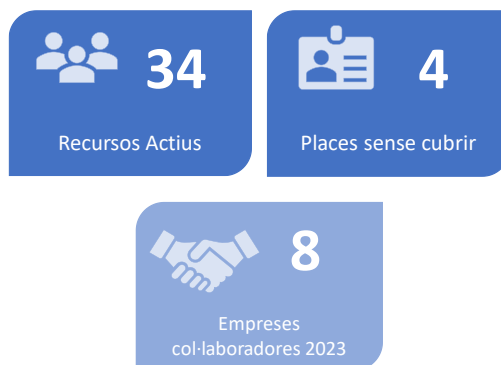 34
Recursos Actius
4
Places sense cubrir
8
Empreses
col·laboradores 2023